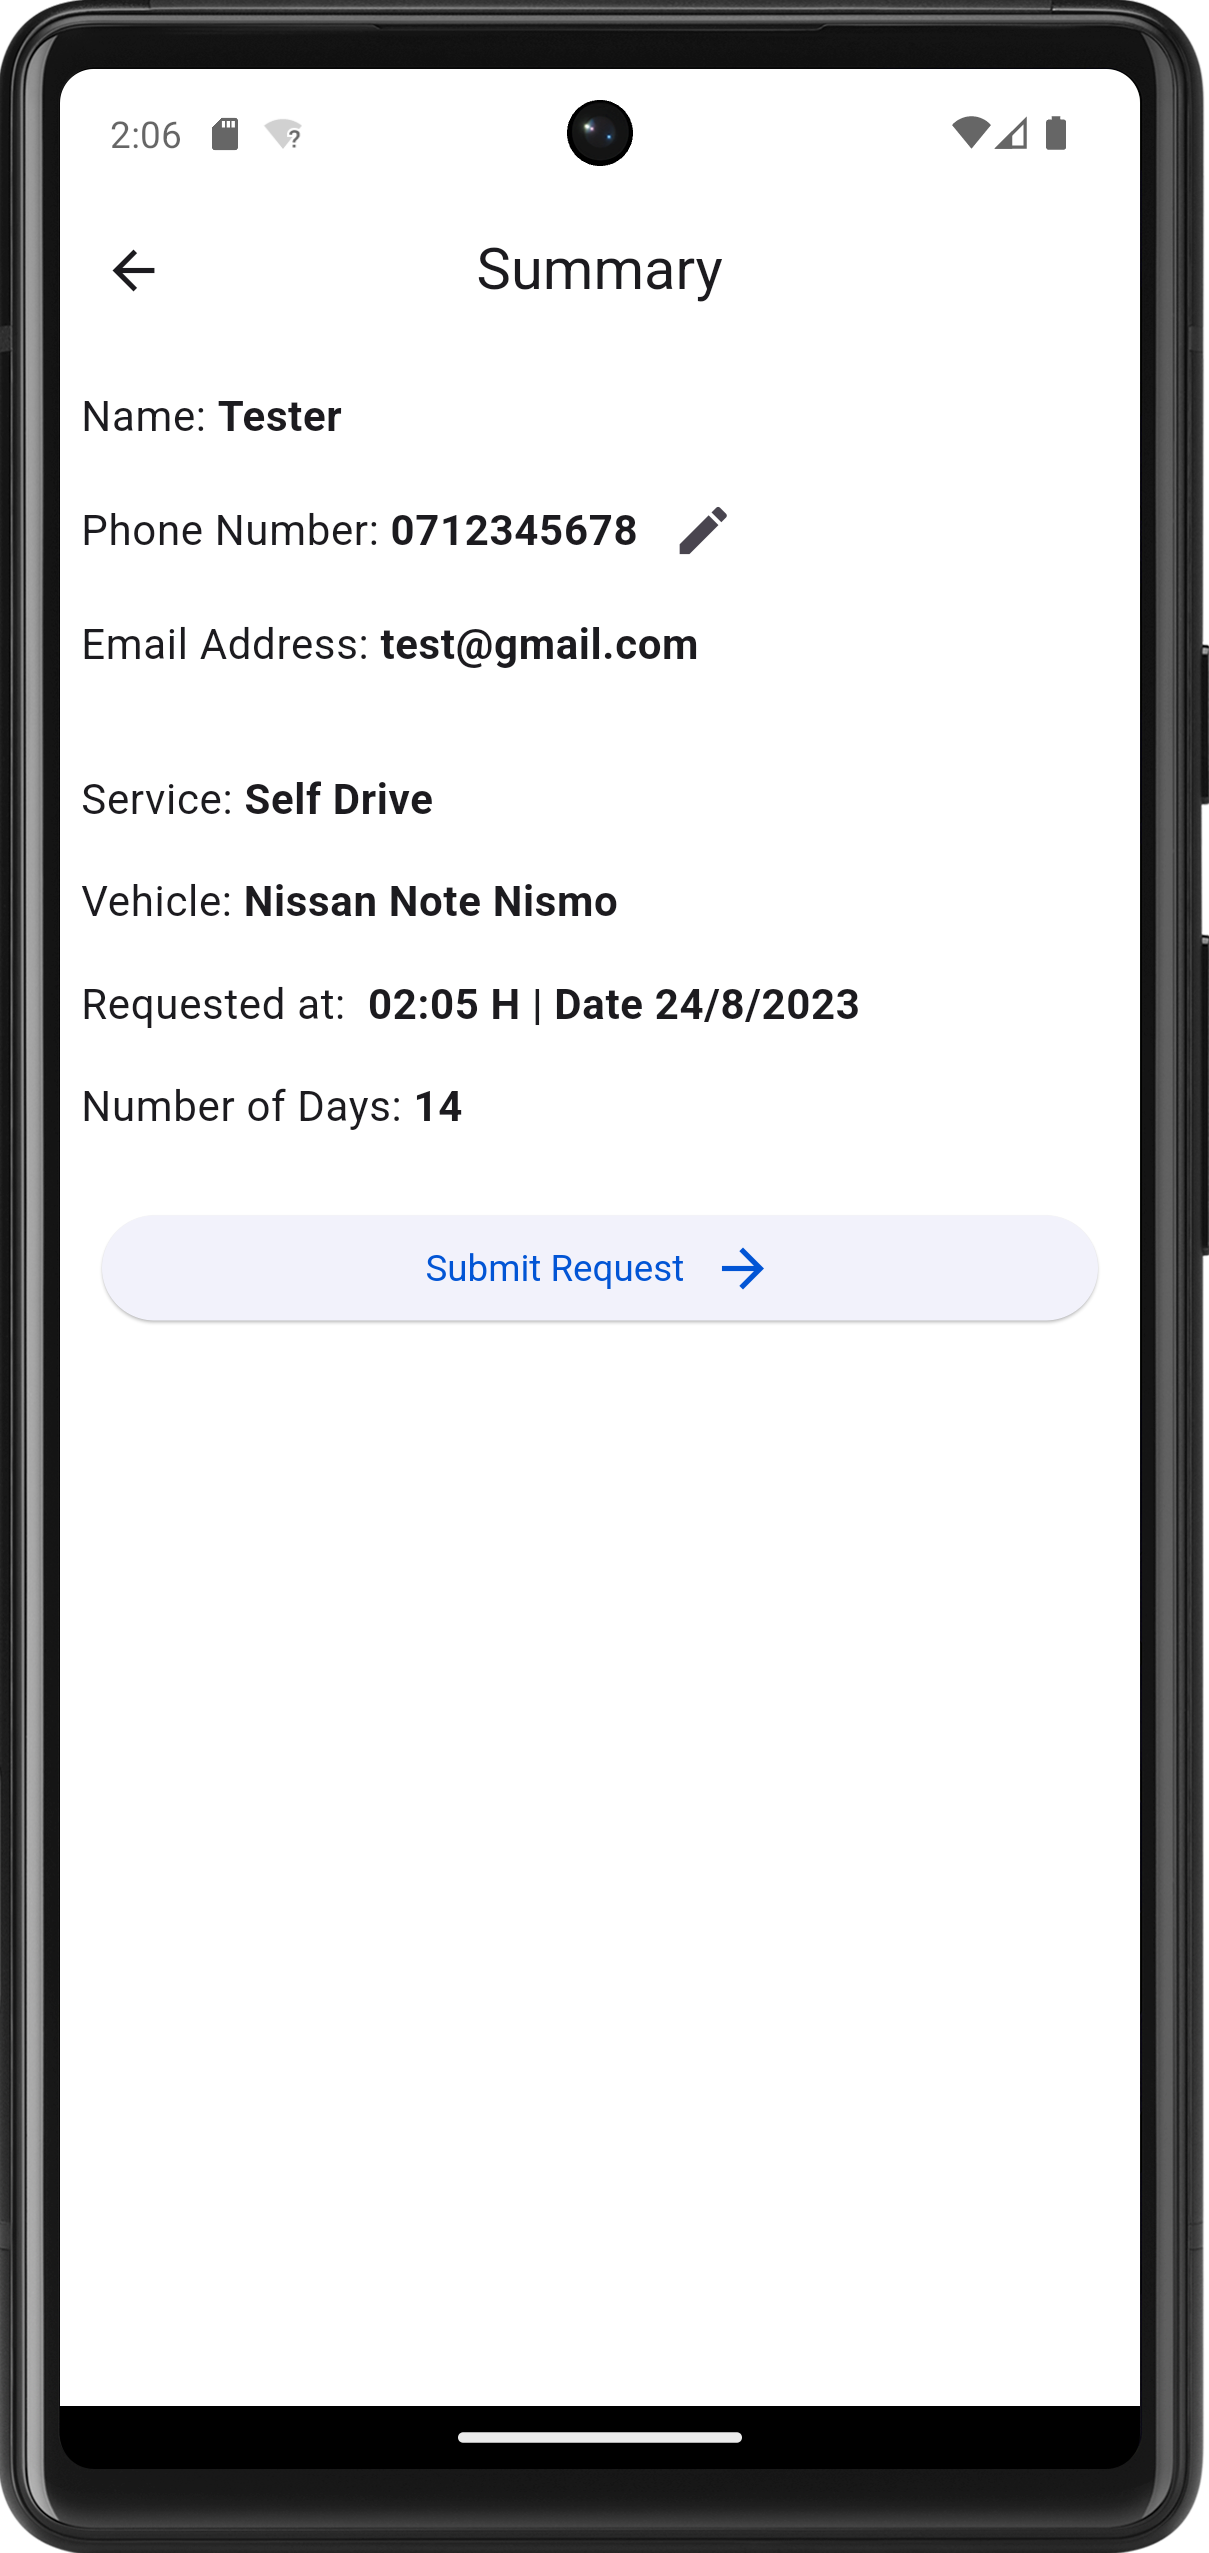 2:06
Summary
Name: Tester
Phone Number: 0712345678
Email Address: test@gmail.com
Service: Self Drive
Vehicle: Nissan Note Nismo
Requested at:  02:05 H | Date 24/8/2023
Number of Days: 14
Submit Request